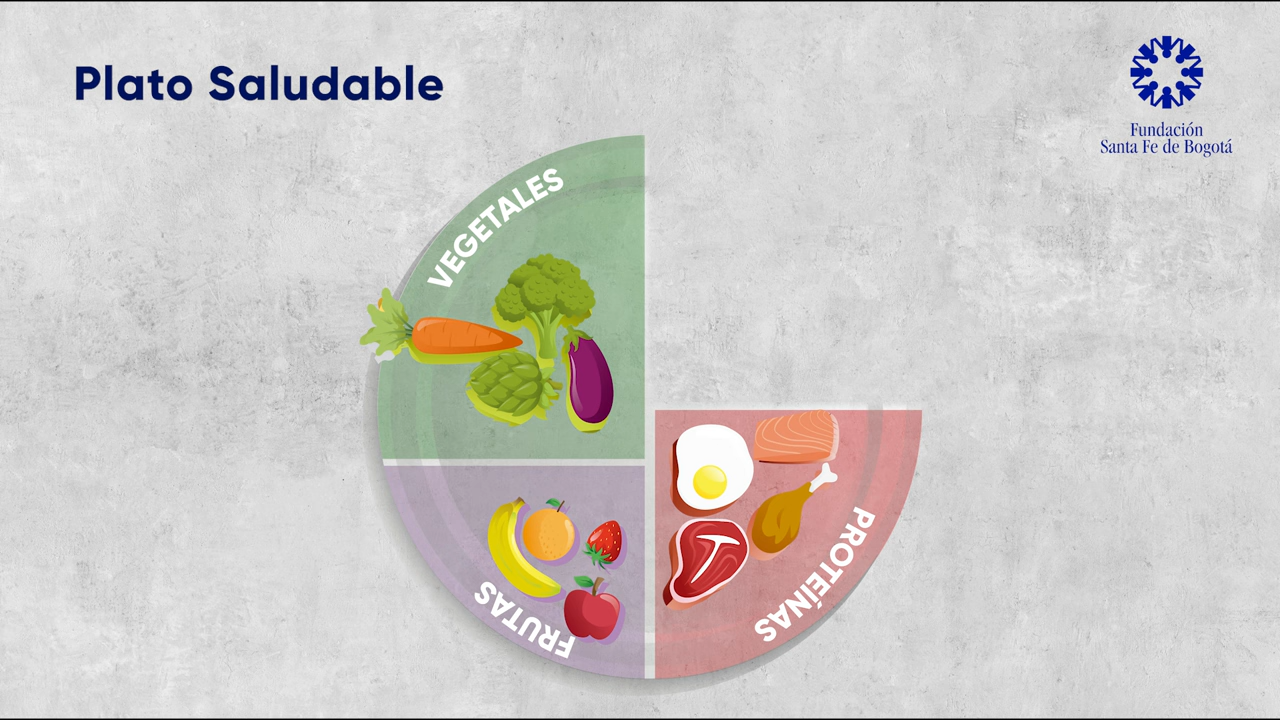 Plato Saludable
Fundación
Santa Fe de Bogotá
VEGETALES
FRUTAS
PROTEÍNAS